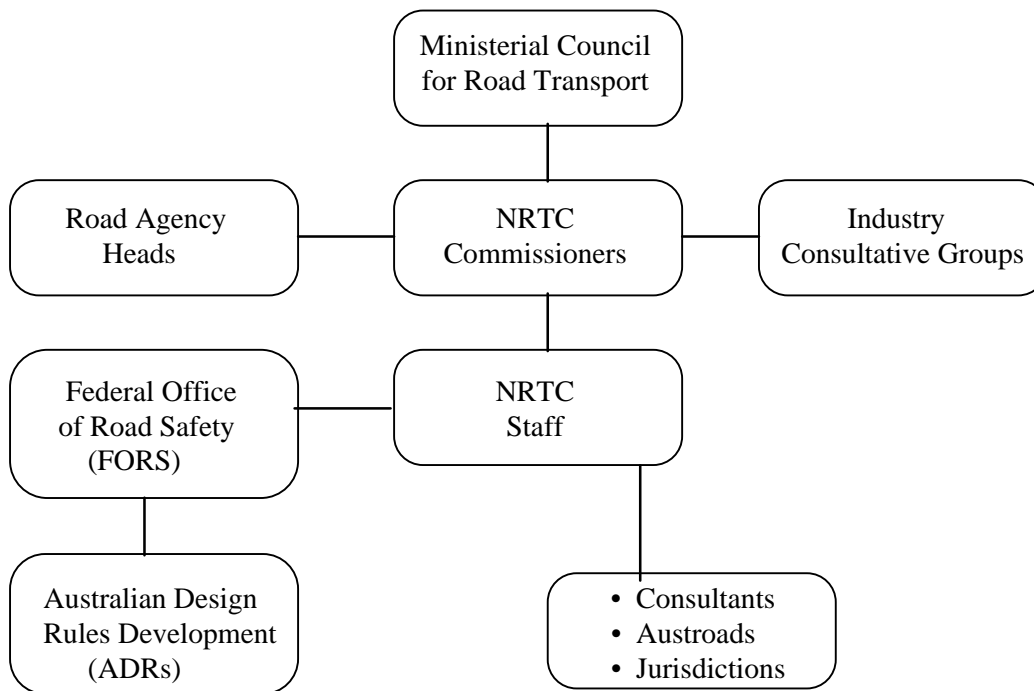 Ministerial Council
for Road Transport
Road Agency
Heads
NRTC
Commissioners
Industry
Consultative Groups
Federal Office
of Road Safety
(FORS)
NRTC
Staff
Australian Design
Rules Development
(ADRs)
• Consultants
• Austroads
• Jurisdictions